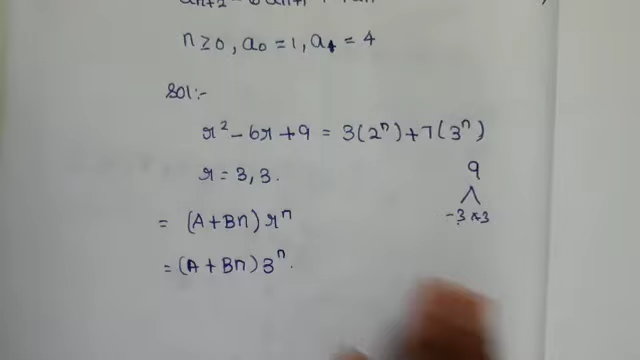 n ≥ 0, a₀ = 1, a₁ = 4
Sol:-
r² - 6r + 9 = 3(2ⁿ) + 7(3ⁿ)
r = 3, 3.
9
-3 x -3
= (A + Bn) rⁿ
= (A + Bn) 3ⁿ.